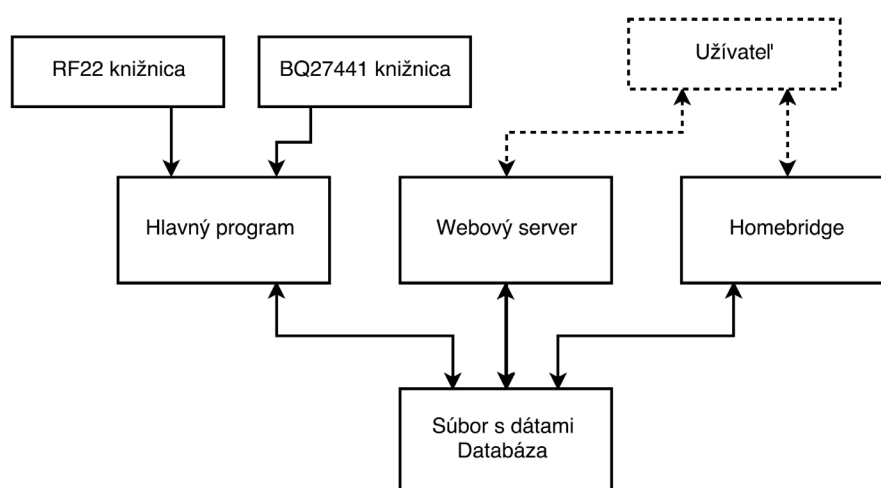 RF22 knižnica
BQ27441 knižnica
Užívateľ
Hlavný program
Webový server
Homebridge
Súbor s dátami
Databáza